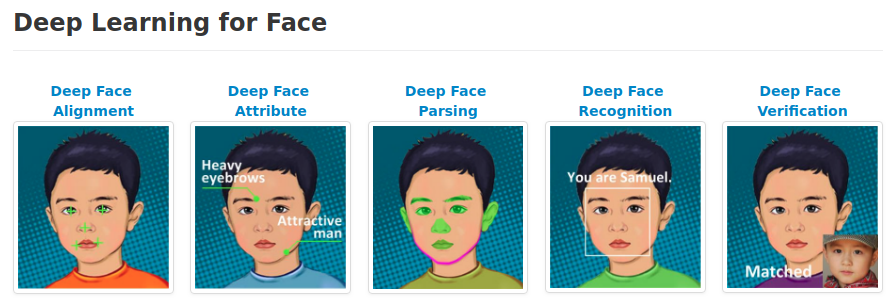 Deep Learning for Face
Deep Face
Alignment
Deep Face
Attribute
Deep Face
Parsing
Deep Face
Recognition
Deep Face
Verification
Heavy
eyebrows
Attractive
man
You are Samuel.
Matched